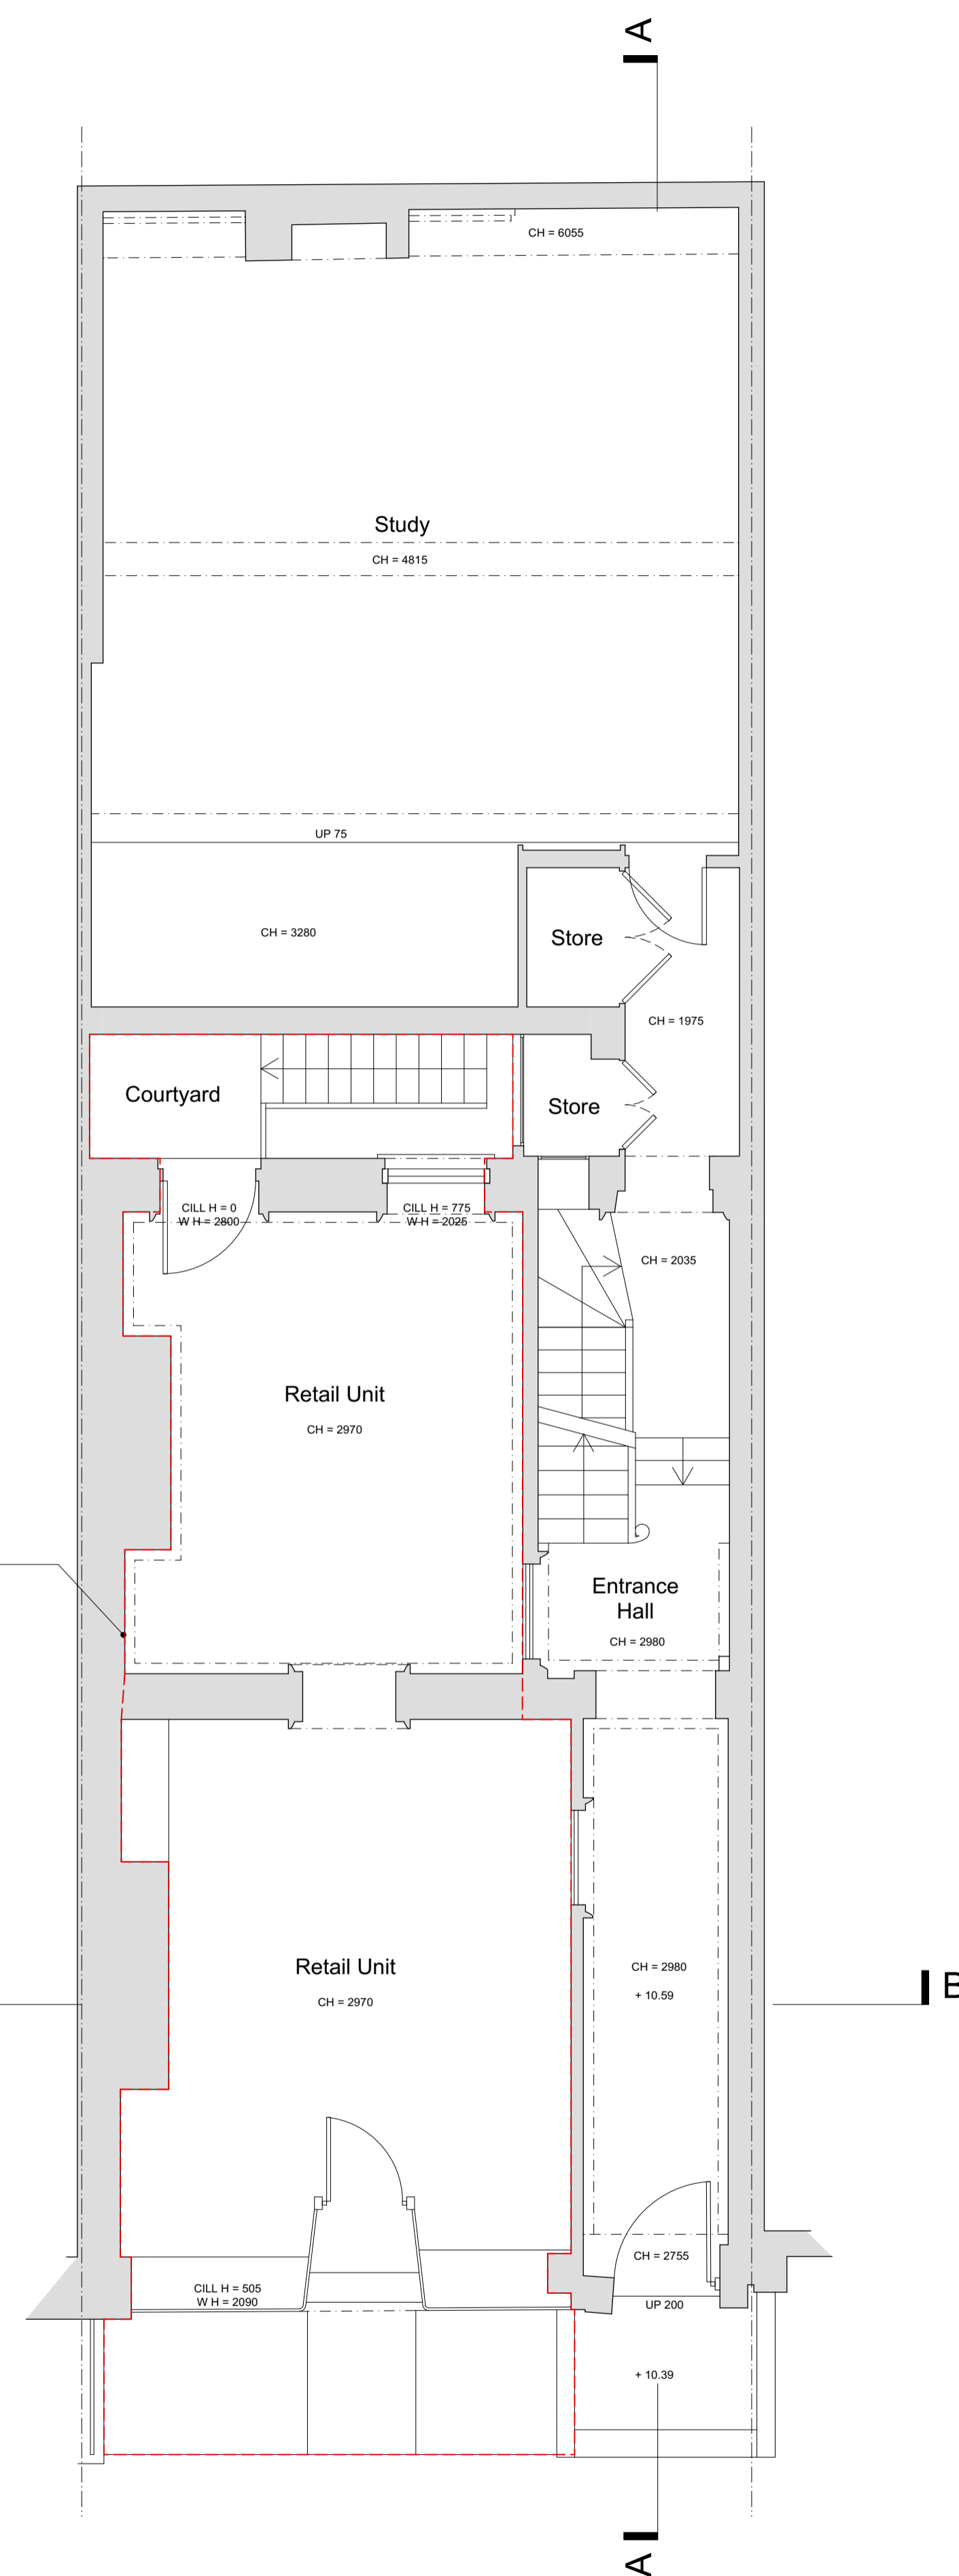 A
CH = 6055
Study
CH = 4815
UP 75
CH = 3280
Store
CH = 1975
Courtyard
Store
CILL H = 0
W H = 2800
CILL H = 775
W H = 2025
CH = 2035
Retail Unit
CH = 2970
Entrance
Hall
CH = 2980
Retail Unit
CH = 2970
CH = 2980
+ 10.59
B
CH = 2755
CILL H = 505
W H = 2090
UP 200
+ 10.39
A